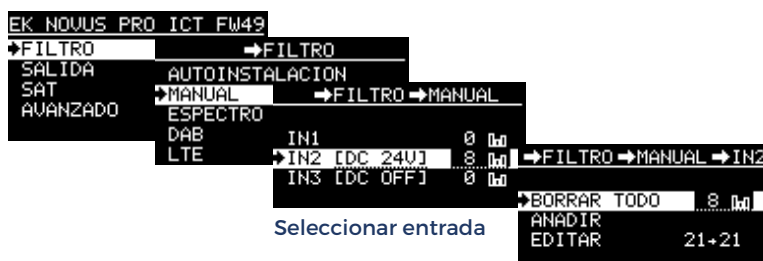 EK NOVUS PRO ICT FW49
➔FILTRO
SALIDA
SAT
AVANZADO
➔FILTRO
AUTOINSTALACION
➔MANUAL
ESPECTRO
DAB
LTE
➔FILTRO➔MANUAL
IN1 0
➔IN2 [DC 24V] 8
IN3 [DC OFF] 0
Seleccionar entrada
➔FILTRO➔MANUAL➔IN2
➔BORRAR TODO 8
ANADIR
EDITAR 21→21